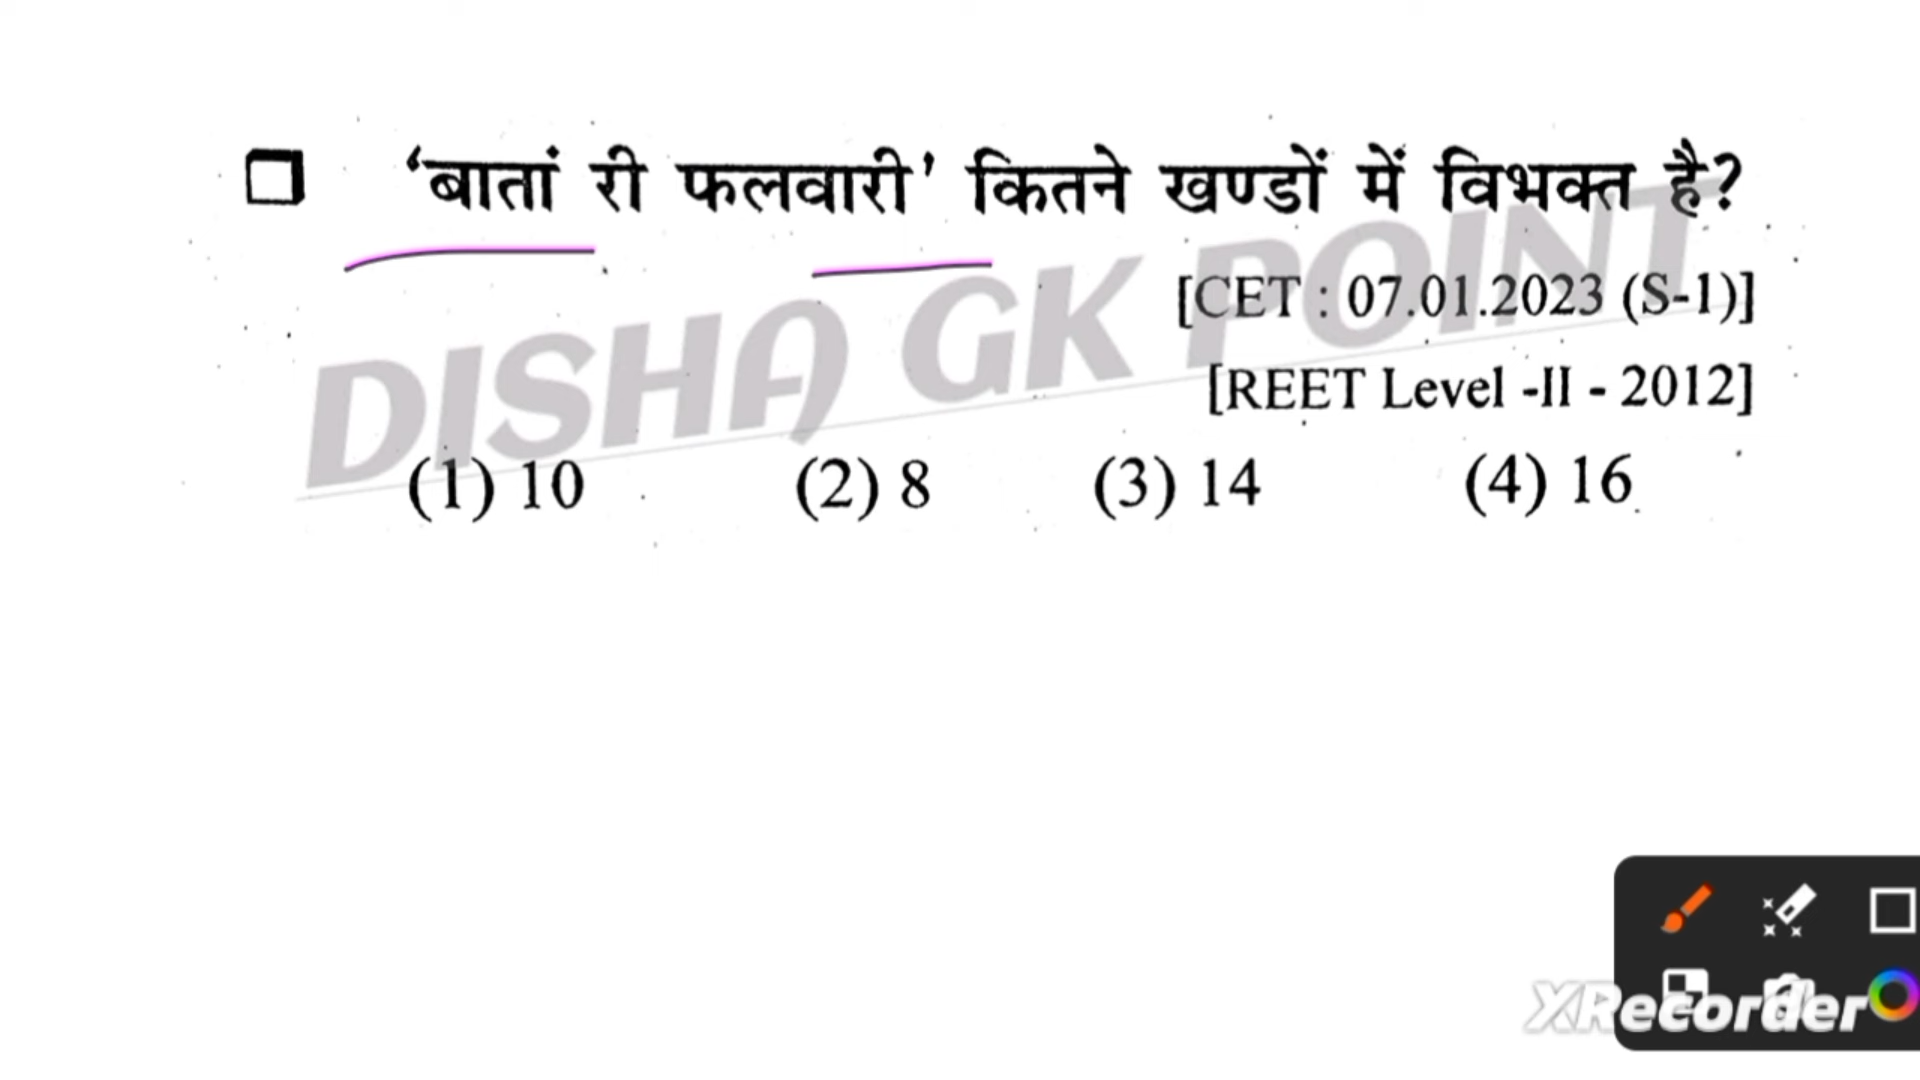 ❑ ‘बातां री फलवारी’ कितने खण्डों में विभक्त है?
DISHA GK POINT
[CET : 07.01.2023 (S-1)]
[REET Level -II - 2012]
(1) 10 (2) 8 (3) 14 (4) 16
XRecorder